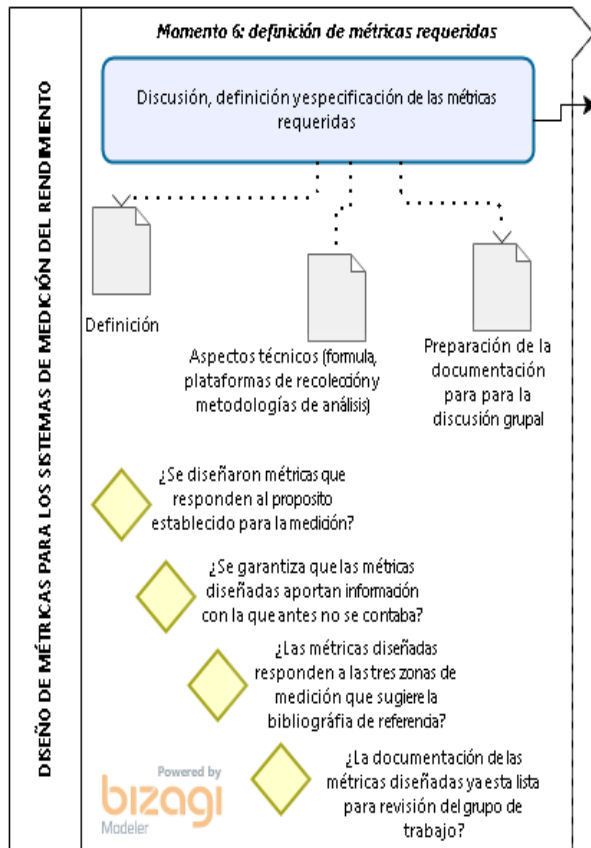 DISEÑO DE MÉTRICAS PARA LOS SISTEMAS DE MEDICIÓN DEL RENDIMIENTO
Momento 6: definición de métricas requeridas
Discusión, definición y especificación de las métricas
requeridas
Definición
Aspectos técnicos (formula,
plataformas de recolección y
metodologías de análisis)
Preparación de la
documentación
para para la
discusión grupal
¿Se diseñaron métricas que
responden al proposito
establecido para la medición?
¿Se garantiza que las métricas
diseñadas aportan información
con la que antes no se contaba?
¿Las métricas diseñadas
responden a las tres zonas de
medición que sugiere la
bibliográfia de referencia?
¿La documentación de las
métricas diseñadas ya esta lista
para revisión del grupo de
trabajo?
Powered by
bizagi
Modeler